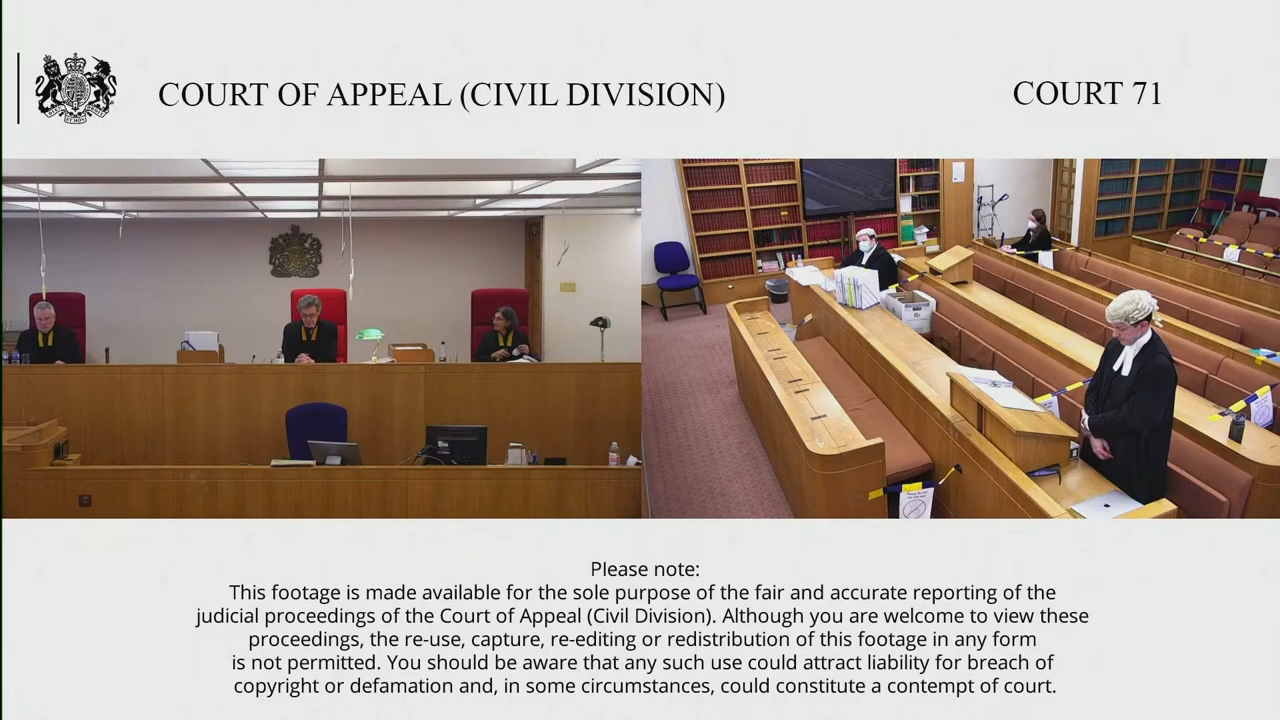 COURT OF APPEAL (CIVIL DIVISION)
COURT 71
Please note:
This footage is made available for the sole purpose of the fair and accurate reporting of the
judicial proceedings of the Court of Appeal (Civil Division). Although you are welcome to view these
proceedings, the re-use, capture, re-editing or redistribution of this footage in any form
is not permitted. You should be aware that any such use could attract liability for breach of
copyright or defamation and, in some circumstances, could constitute a contempt of court.